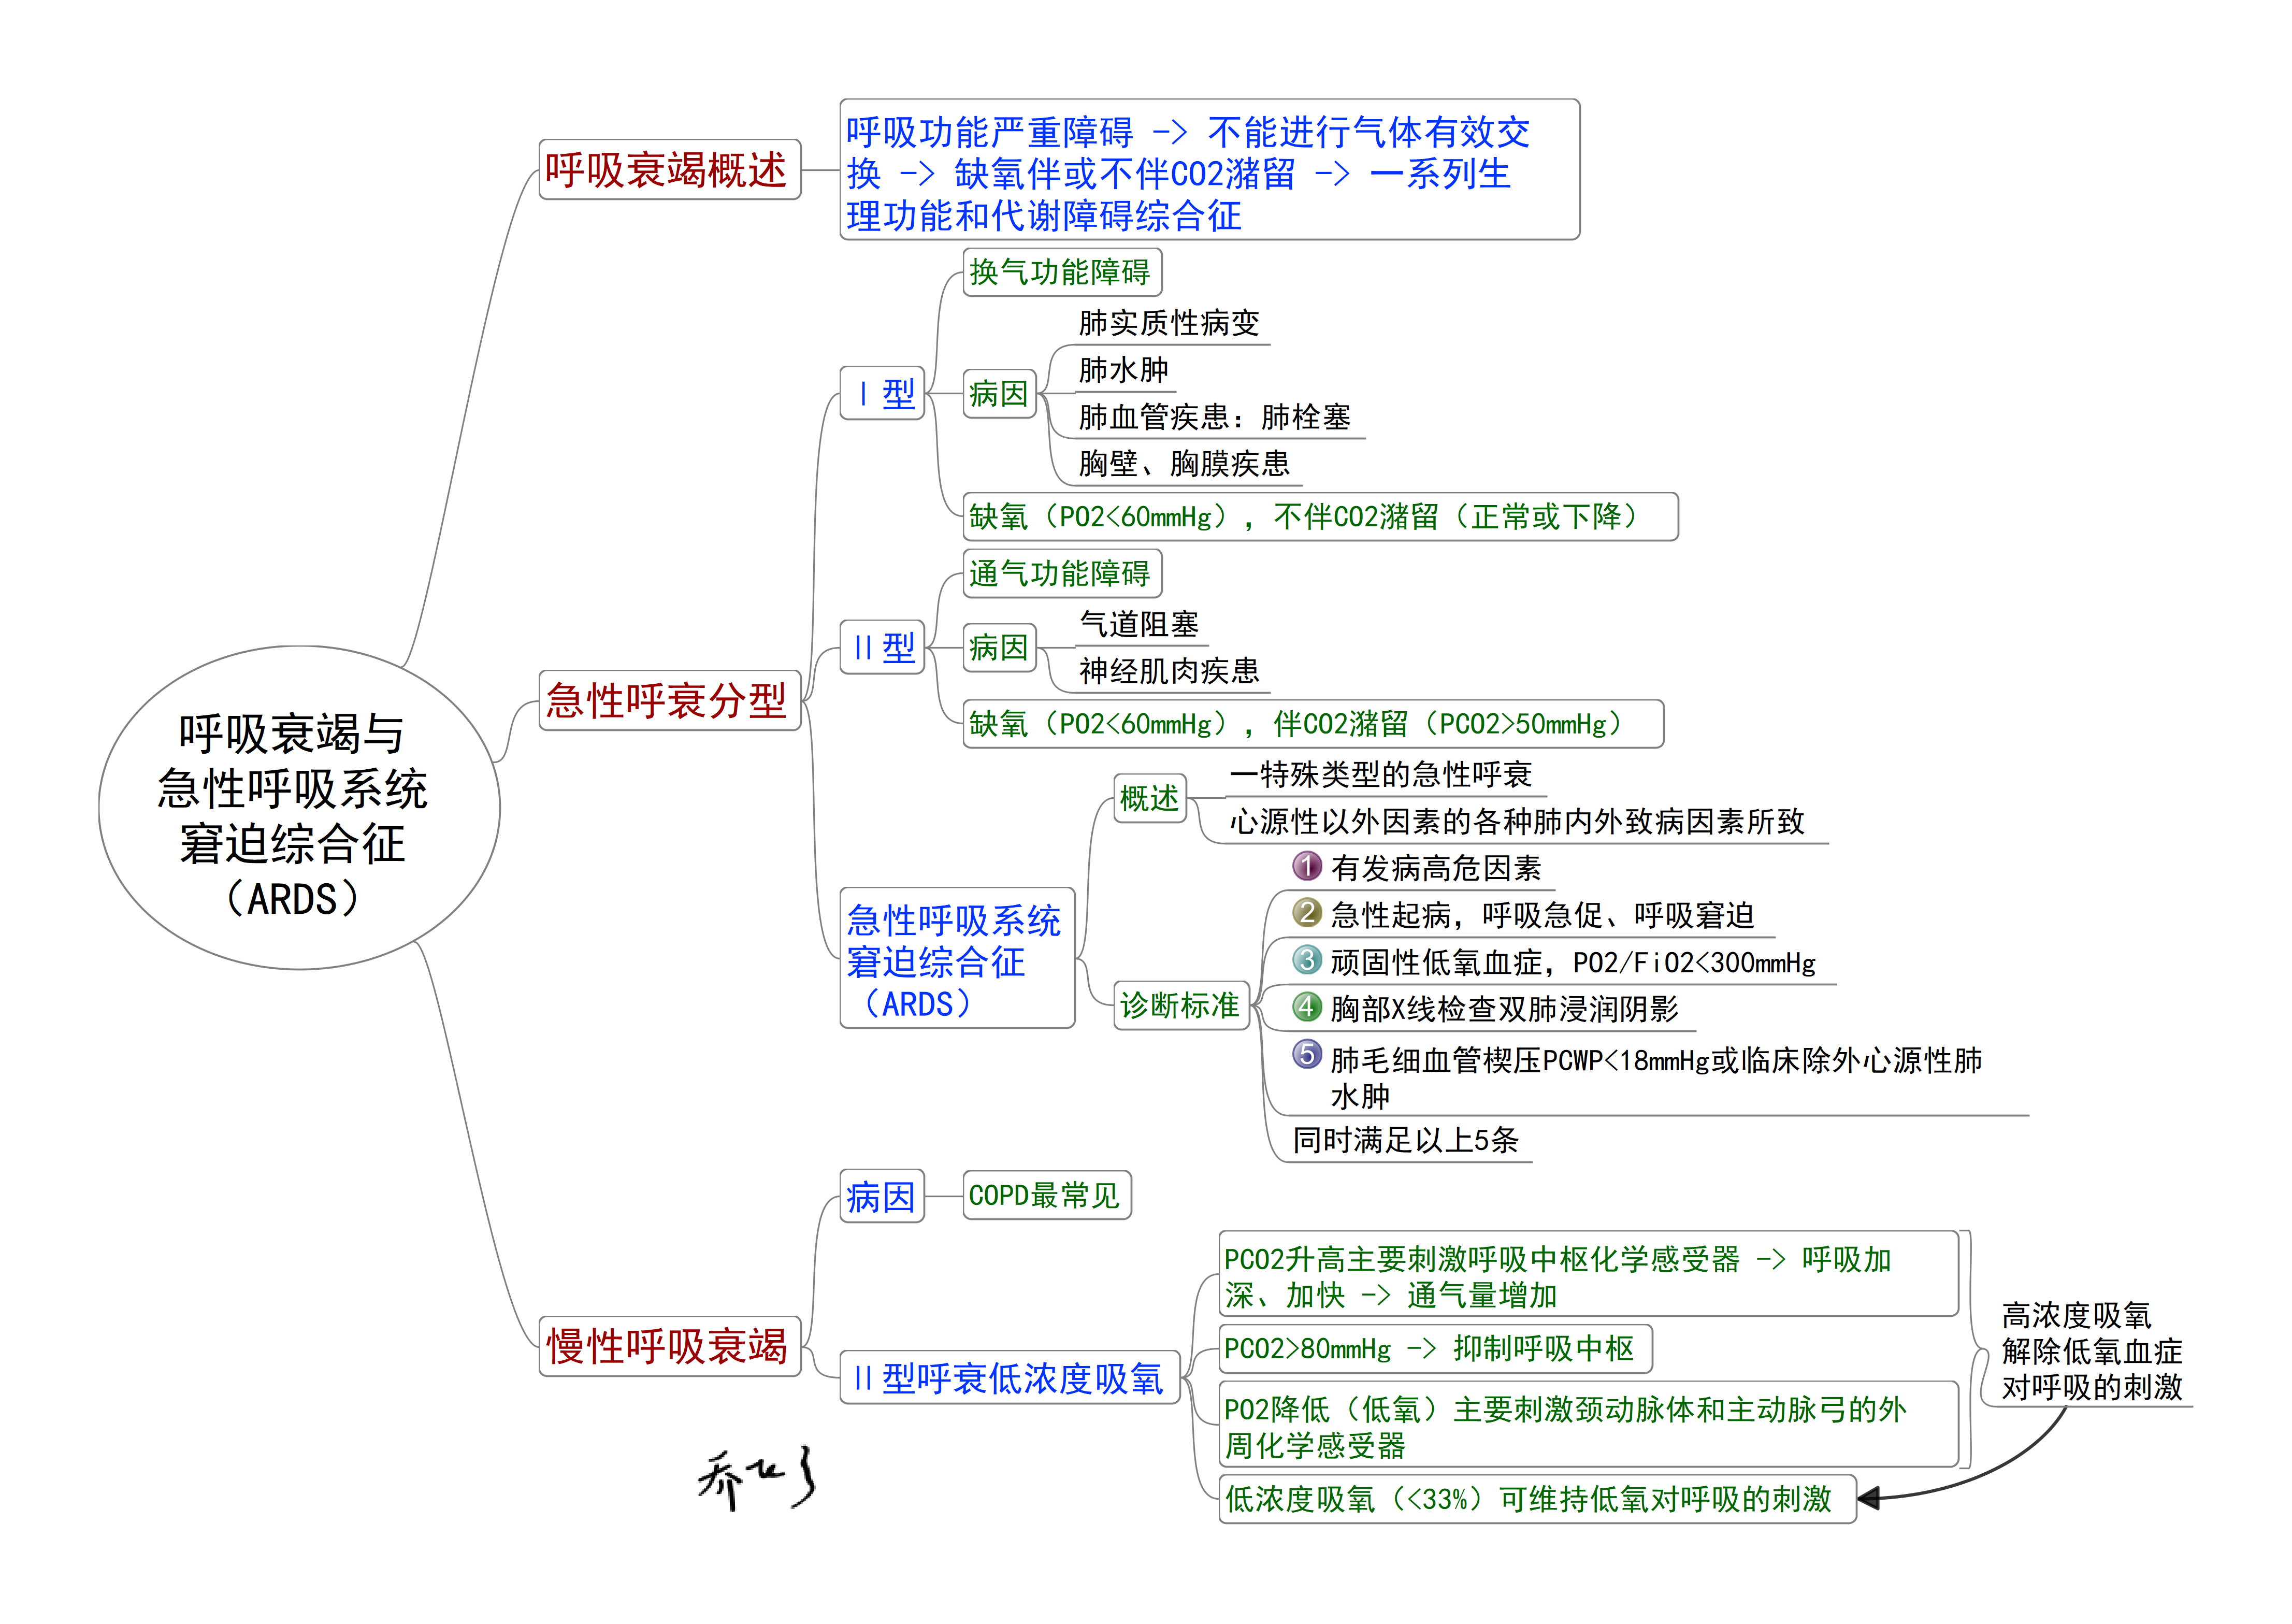 呼吸衰竭与
急性呼吸系统
窘迫综合征
（ARDS）
呼吸衰竭概述
呼吸功能严重障碍 -> 不能进行气体有效交
换 -> 缺氧伴或不伴CO2潴留 -> 一系列生
理功能和代谢障碍综合征
急性呼衰分型
Ⅰ型
换气功能障碍
病因
肺实质性病变
肺水肿
肺血管疾患：肺栓塞
胸壁、胸膜疾患
缺氧（PO2<60mmHg），不伴CO2潴留（正常或下降）
Ⅱ型
通气功能障碍
病因
气道阻塞
神经肌肉疾患
缺氧（PO2<60mmHg），伴CO2潴留（PCO2>50mmHg）
急性呼吸系统
窘迫综合征
（ARDS）
概述
一特殊类型的急性呼衰
心源性以外因素的各种肺内外致病因素所致
诊断标准
1 有发病高危因素
2 急性起病，呼吸急促、呼吸窘迫
3 顽固性低氧血症，PO2/FiO2<300mmHg
4 胸部X线检查双肺浸润阴影
5 肺毛细血管楔压PCWP<18mmHg或临床除外心源性肺
水肿
同时满足以上5条
慢性呼吸衰竭
病因
COPD最常见
Ⅱ型呼衰低浓度吸氧
PCO2升高主要刺激呼吸中枢化学感受器 -> 呼吸加
深、加快 -> 通气量增加
PCO2>80mmHg -> 抑制呼吸中枢
PO2降低（低氧）主要刺激颈动脉体和主动脉弓的外
周化学感受器
低浓度吸氧（<33%）可维持低氧对呼吸的刺激
高浓度吸氧
解除低氧血症
对呼吸的刺激